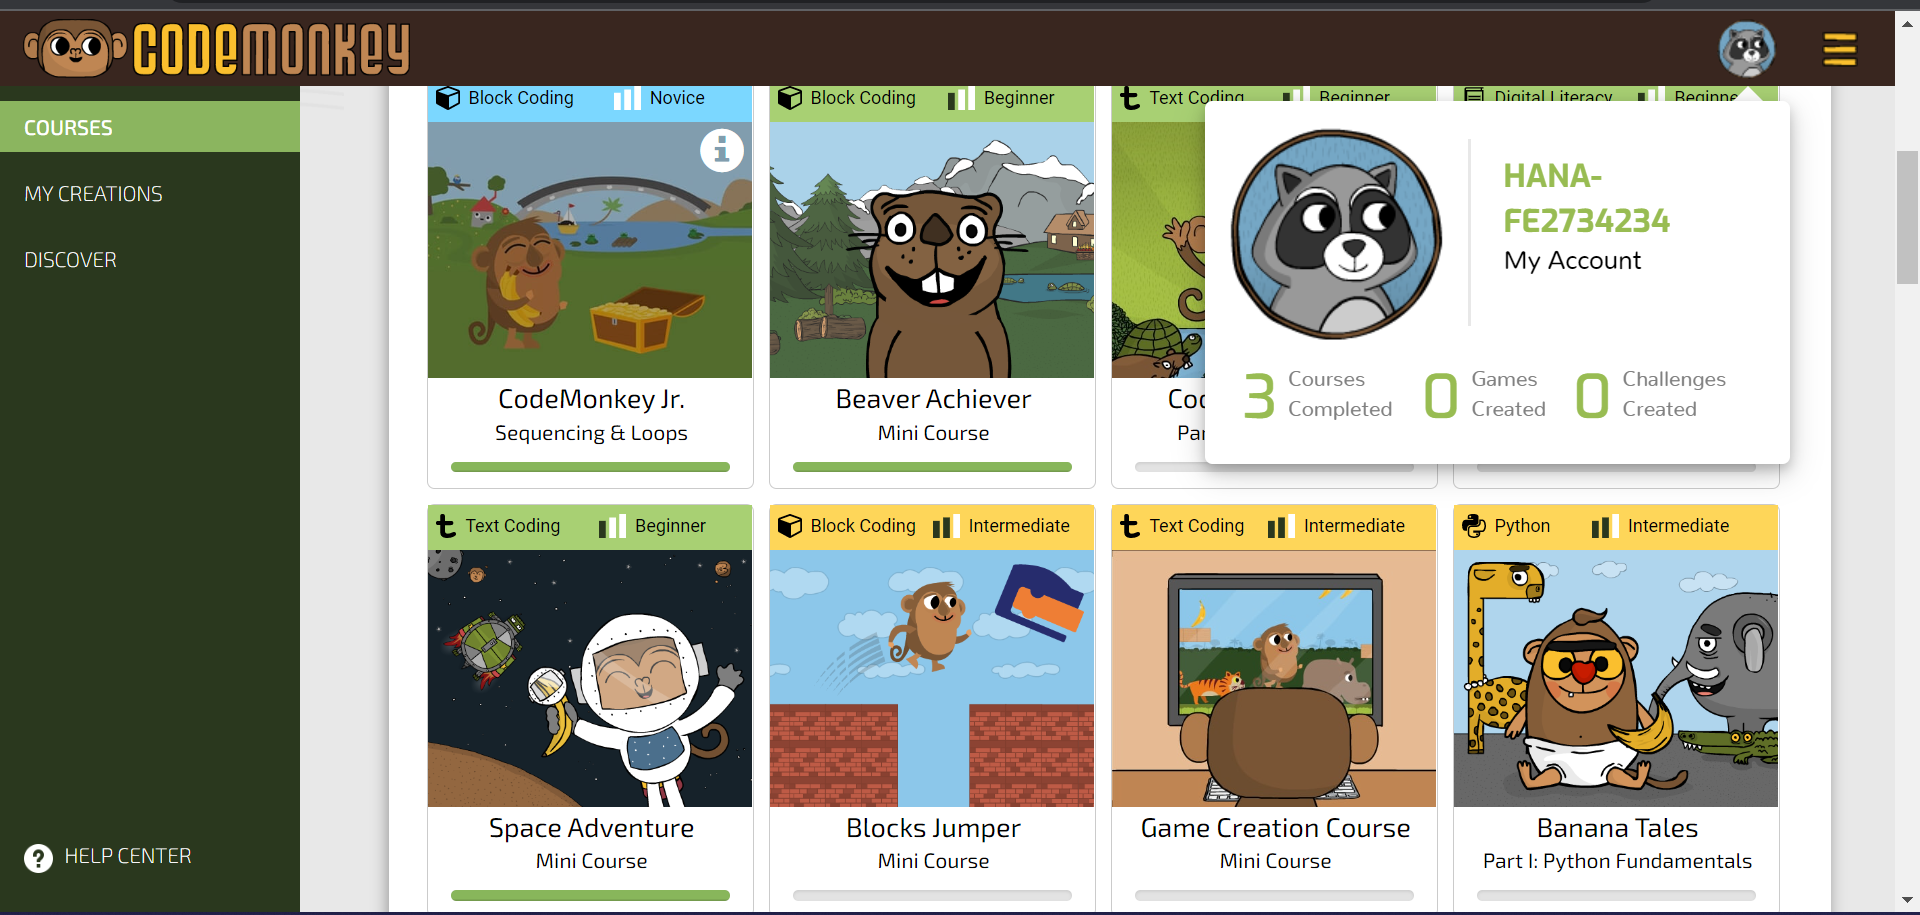 CODEMONKEY
COURSES
MY CREATIONS
DISCOVER
HELP CENTER
Block Coding Novice
CodeMonkey Jr.
Sequencing & Loops
Block Coding Beginner
Beaver Achiever
Mini Course
Text Coding Beginner
Digital Literacy
HANA-
FE2734234
My Account
3 Courses
Completed
0 Games
Created
0 Challenges
Created
Text Coding Beginner
Space Adventure
Mini Course
Block Coding Intermediate
Blocks Jumper
Mini Course
Text Coding Intermediate
Game Creation Course
Mini Course
Python Intermediate
Banana Tales
Part I: Python Fundamentals